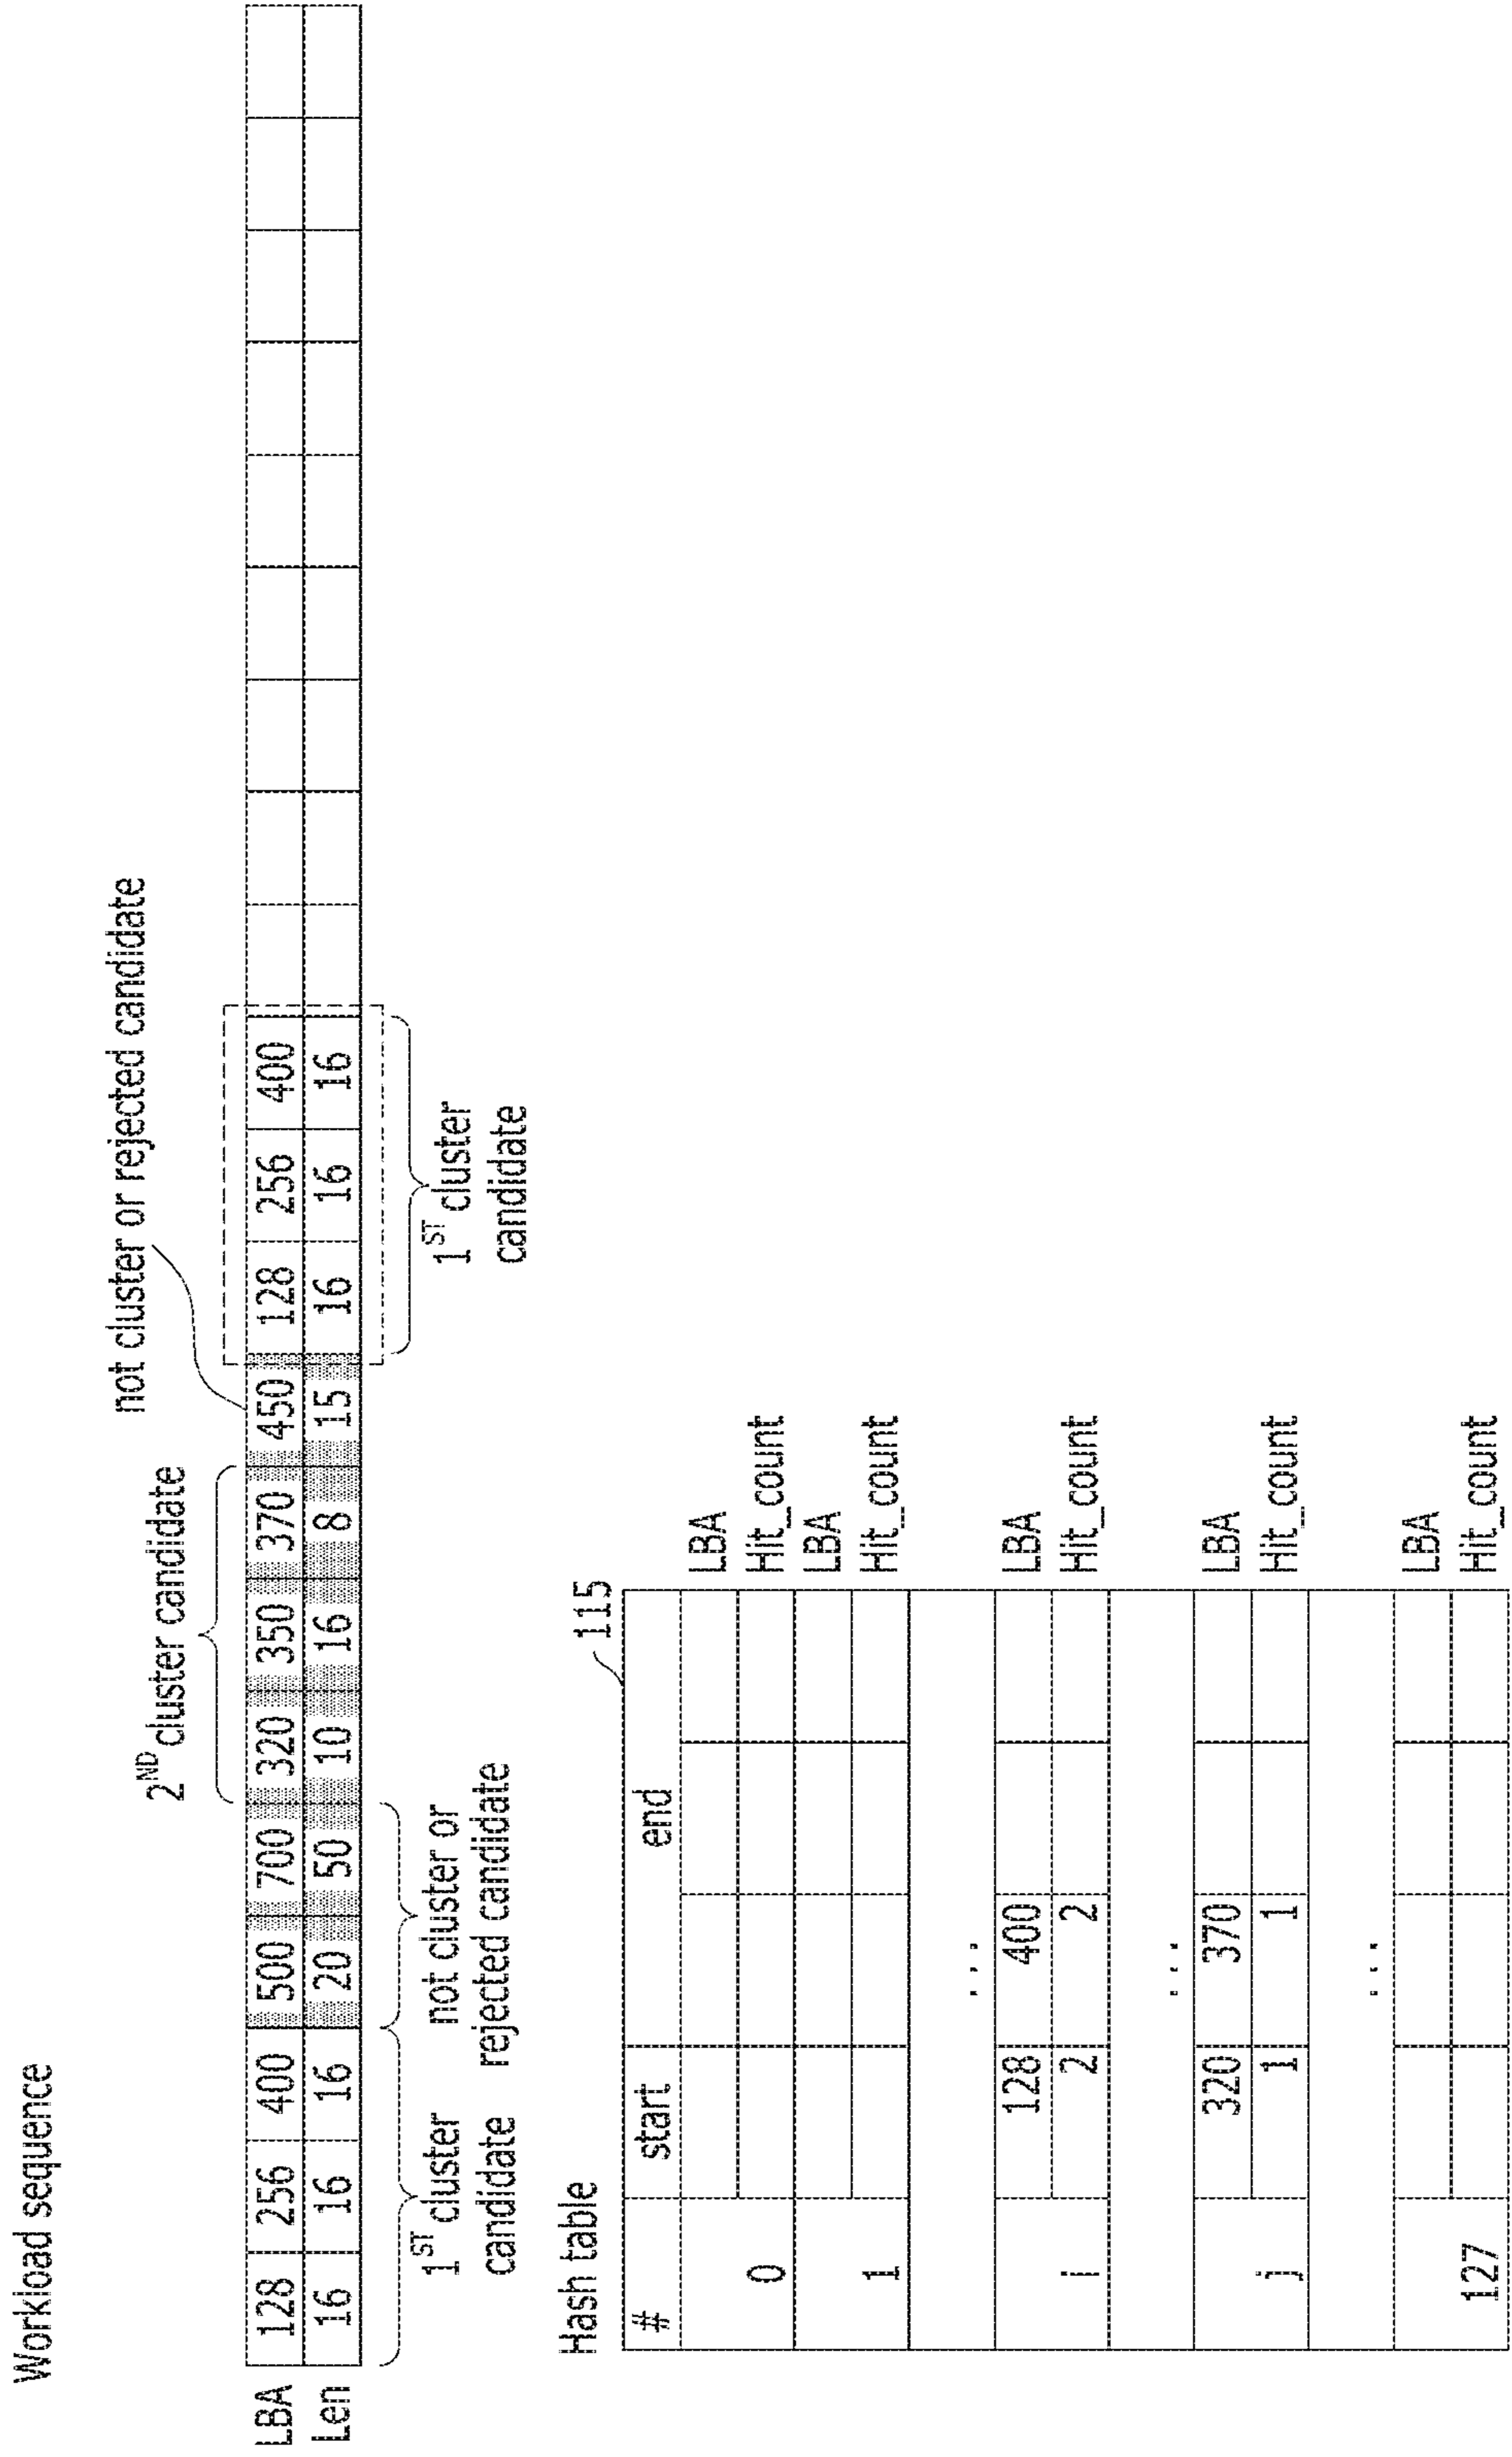 Workload sequence
not cluster or rejected candidate
2ND cluster candidate
LBA 128 256 400 500 700 320 350 370 450 128 256 400
Len 16 16 16 20 50 10 16 8 15 16 16 16
1ST cluster
candidate
not cluster or
rejected candidate
1ST cluster
candidate
Hash table
115
# start end
LBA
0 Hit_count
LBA
1 Hit_count
...
128 400 LBA
i 2 2 Hit_count
...
320 370 LBA
j 1 1 Hit_count
...
LBA
127 Hit_count